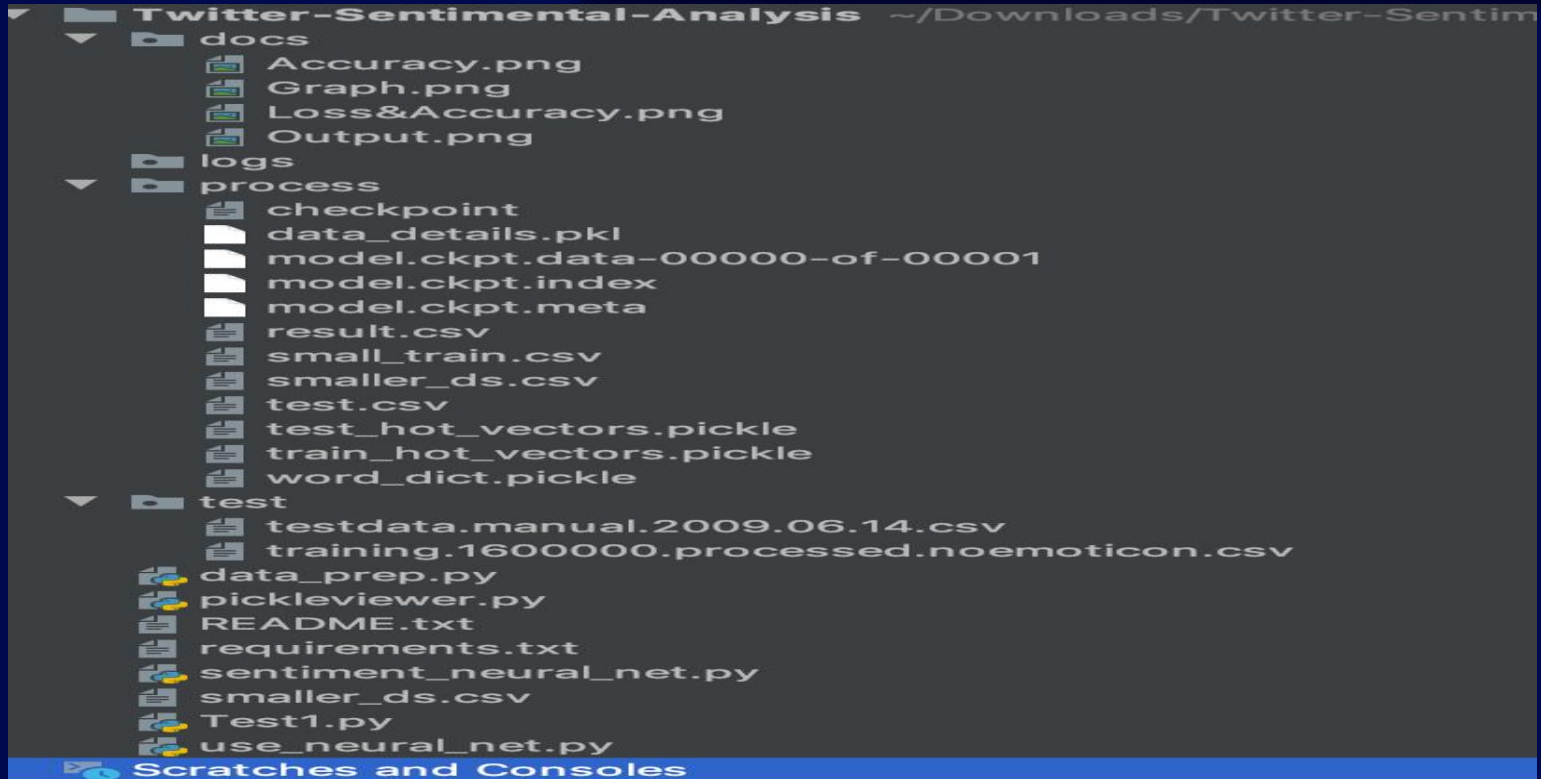 Twitter-Sentimental-Analysis ~/Downloads/Twitter-Sentim
docs
Accuracy.png
Graph.png
Loss&Accuracy.png
Output.png
logs
process
checkpoint
data_details.pkl
model.ckpt.data-00000-of-00001
model.ckpt.index
model.ckpt.meta
result.csv
small_train.csv
smaller_ds.csv
test.csv
test_hot_vectors.pickle
train_hot_vectors.pickle
word_dict.pickle
test
testdata.manual.2009.06.14.csv
training.1600000.processed.noemoticon.csv
data_prep.py
pickleviewer.py
README.txt
requirements.txt
sentiment_neural_net.py
smaller_ds.csv
Test1.py
use_neural_net.py
Scratches and Consoles